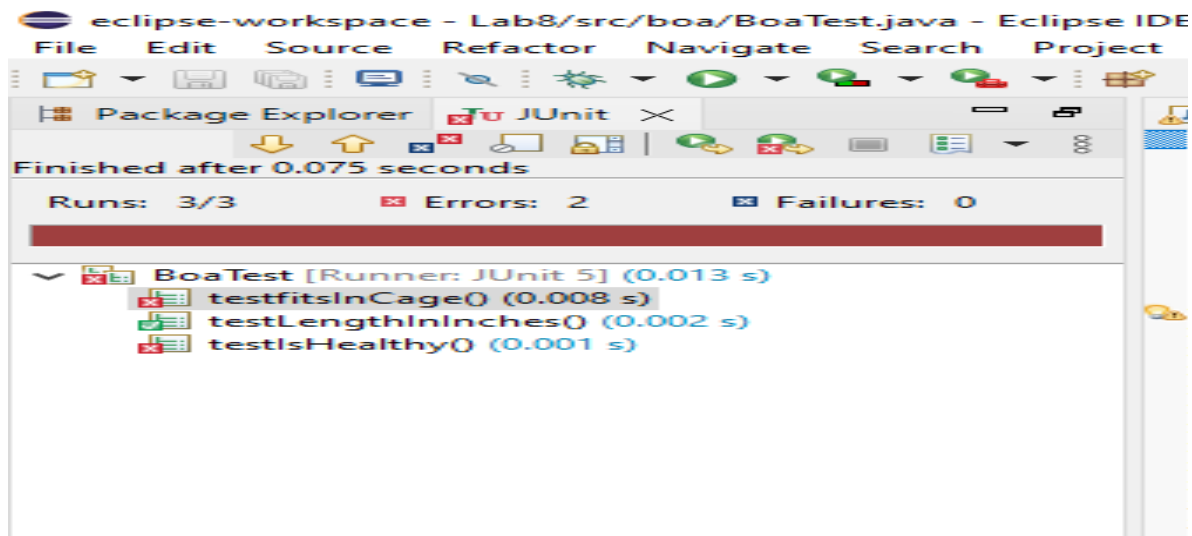 eclipse-workspace - Lab8/src/boa/BoaTest.java - Eclipse IDE
File Edit Source Refactor Navigate Search Project
Package Explorer JUnit
Finished after 0.075 seconds
Runs: 3/3 Errors: 2 Failures: 0
BoaTest [Runner: JUnit 5] (0.013 s)
testfitsInCage() (0.008 s)
testLengthInInches() (0.002 s)
testIsHealthy() (0.001 s)